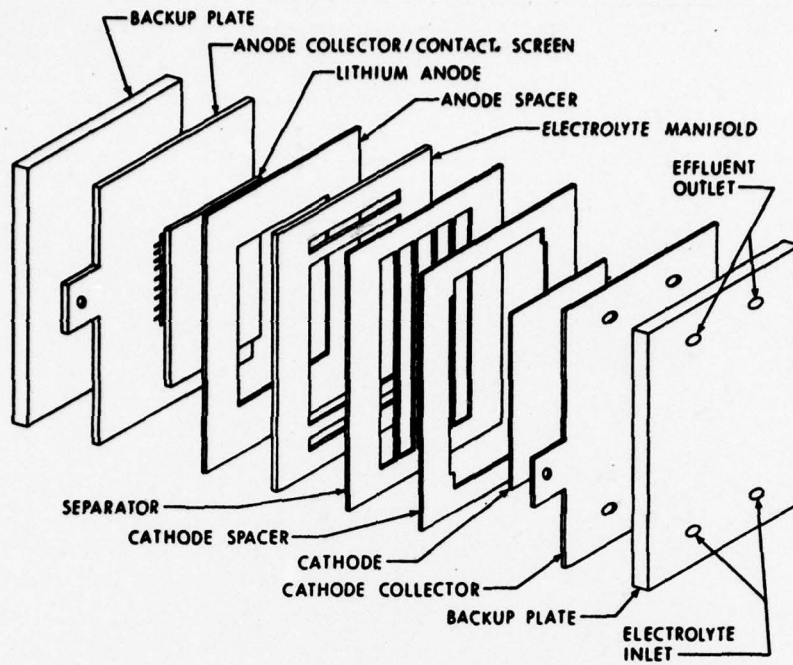 BACKUP PLATE
ANODE COLLECTOR/CONTACT. SCREEN
LITHIUM ANODE
ANODE SPACER
ELECTROLYTE MANIFOLD
EFFLUENT
OUTLET
SEPARATOR
CATHODE SPACER
CATHODE
CATHODE COLLECTOR
BACKUP PLATE
ELECTROLYTE
INLET